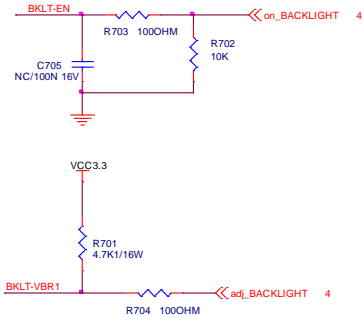 BKLT-EN
on_BACKLIGHT 4
R703 100OHM
R702
10K
C705
NC/100N 16V
VCC3.3
R701
4.7K1/16W
BKLT-VBR1
adj_BACKLIGHT 4
R704 100OHM